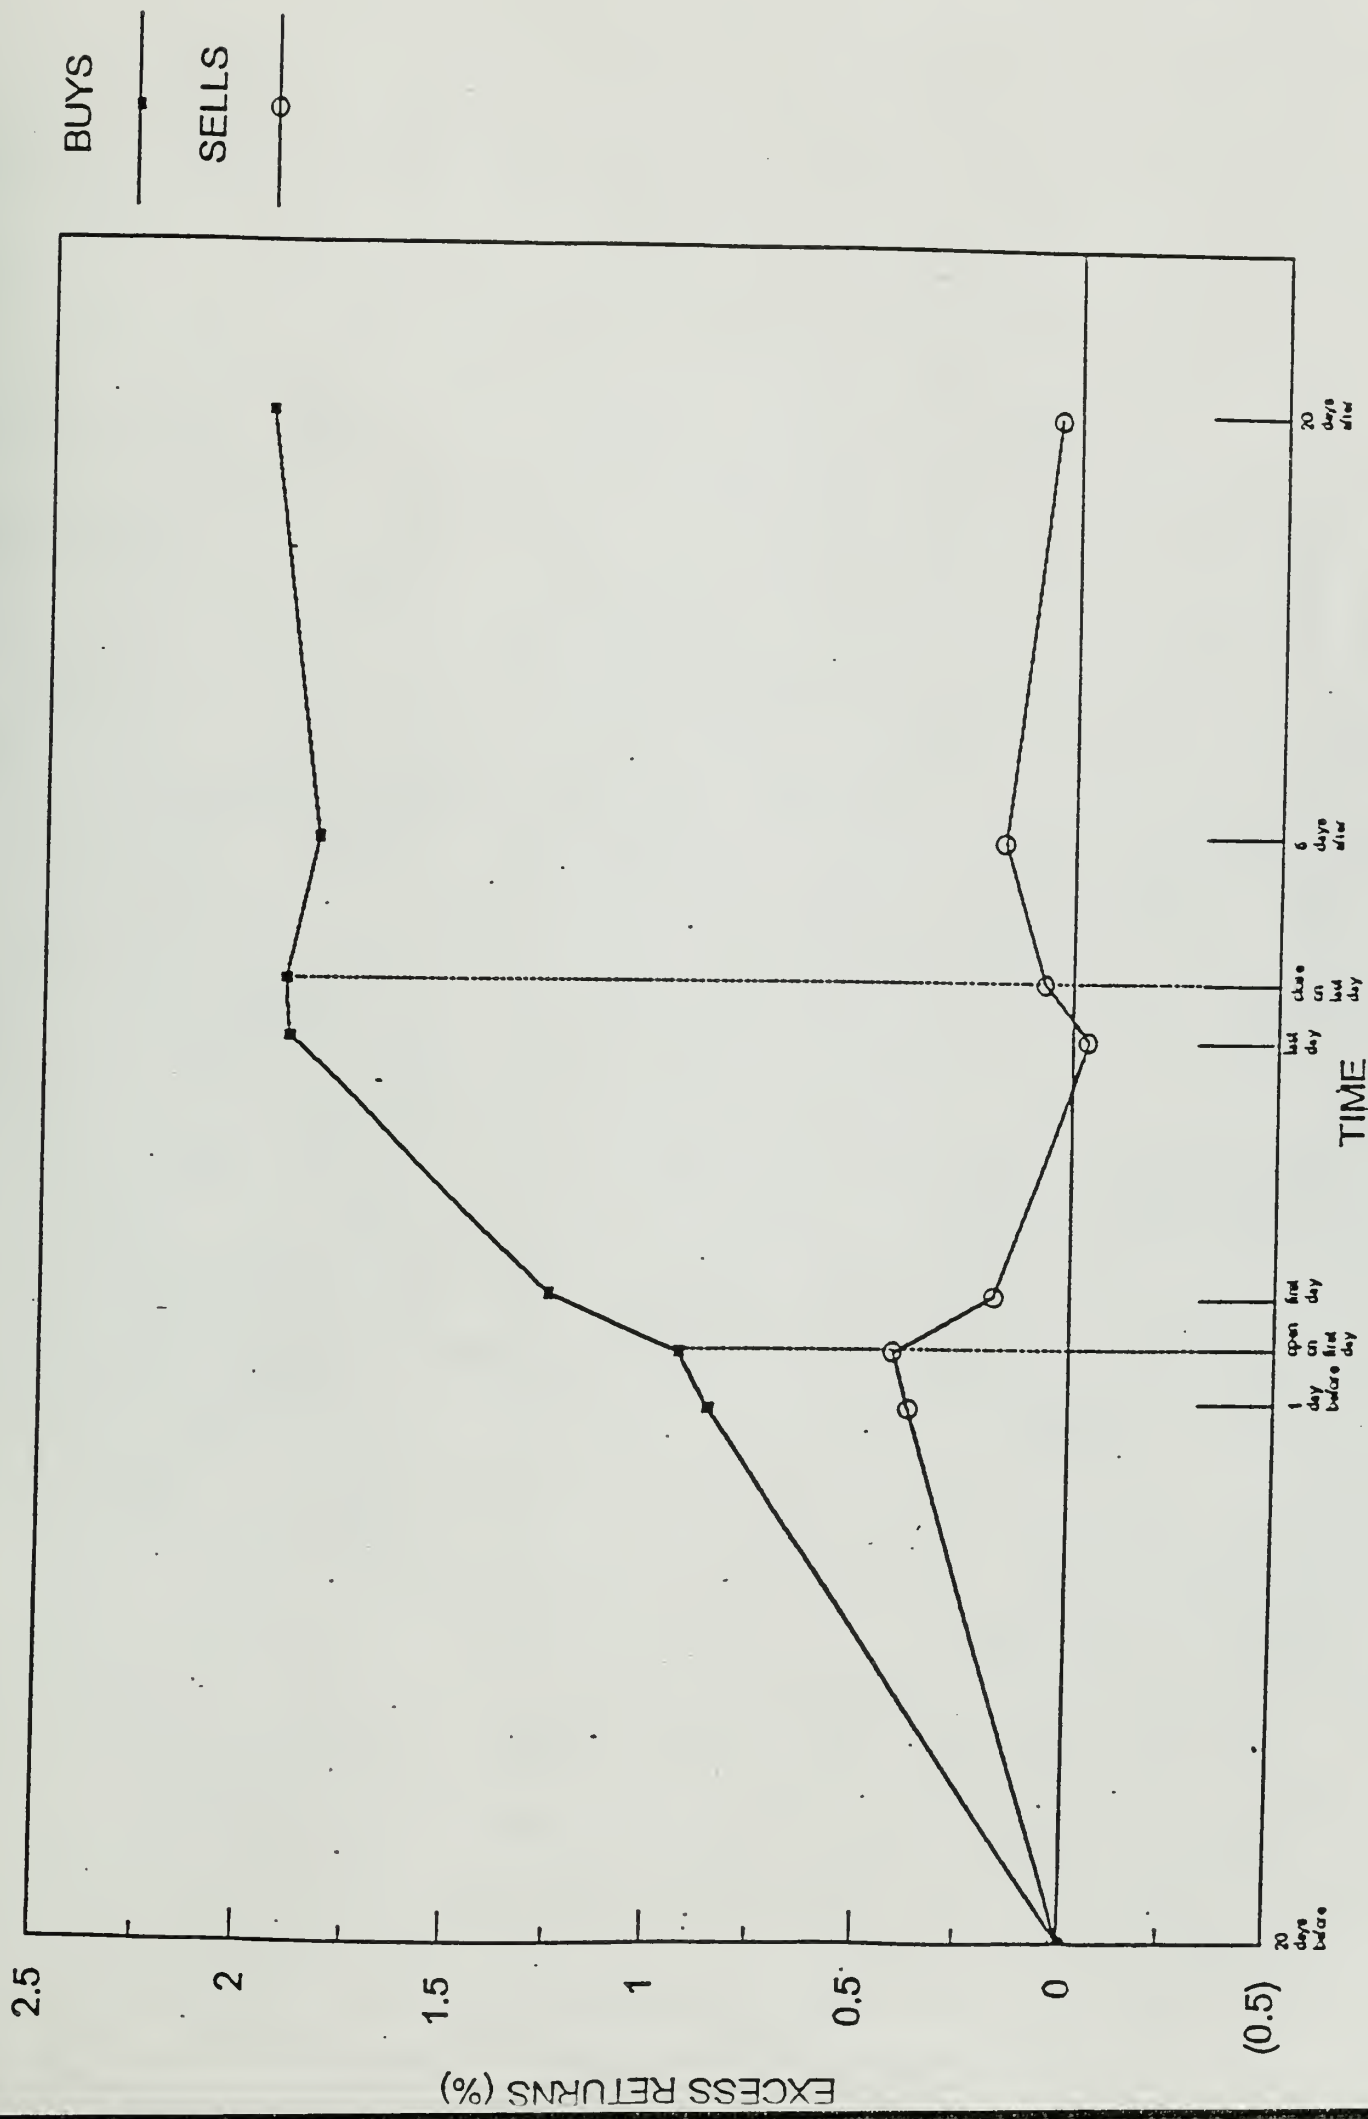 BUYS
SELLS
EXCESS RETURNS (%)
2.5
2
1.5
1
0.5
0
(0.5)
20
days
before
1
day
before
open
on
first
day
first
day
last
day
close
on
last
day
6
days
after
20
days
after
TIME